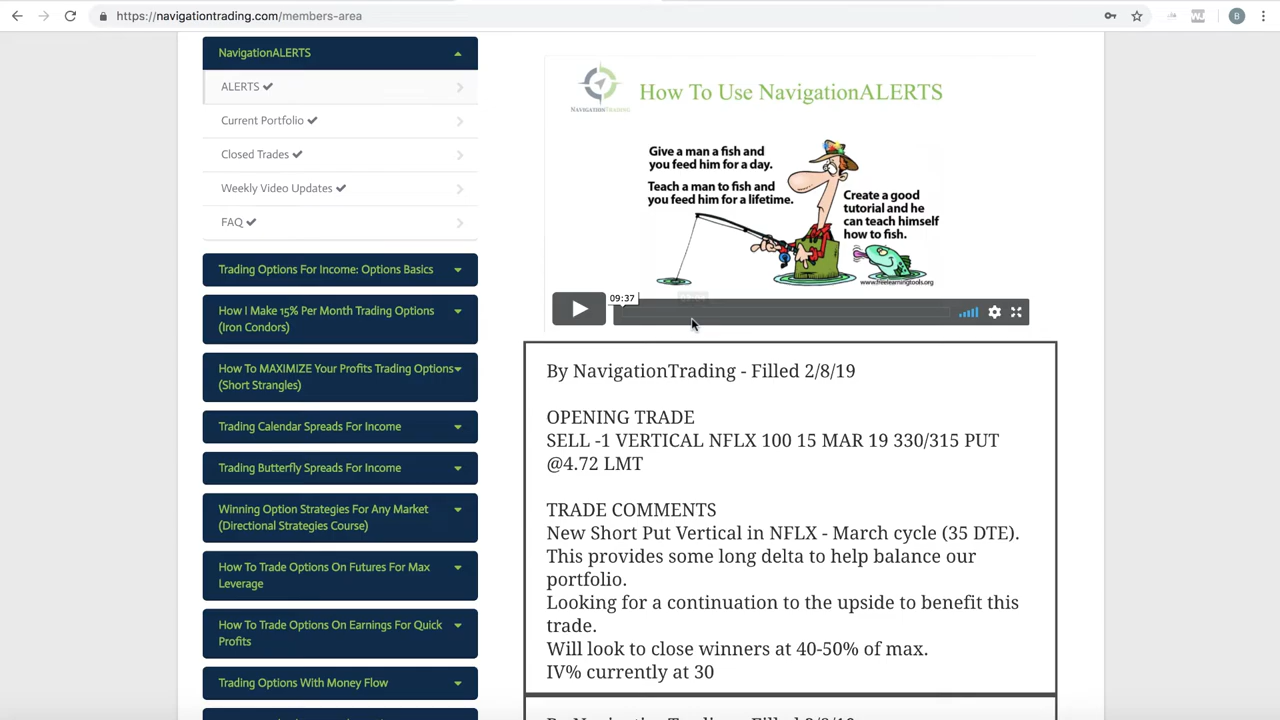 https://navigationtrading.com/members-area
B
NavigationALERTS
ALERTS
Current Portfolio
Closed Trades
Weekly Video Updates
FAQ
Trading Options For Income: Options Basics
How I Make 15% Per Month Trading Options
(Iron Condors)
How To MAXIMIZE Your Profits Trading Options
(Short Strangles)
Trading Calendar Spreads For Income
Trading Butterfly Spreads For Income
Winning Option Strategies For Any Market
(Directional Strategies Course)
How To Trade Options On Futures For Max
Leverage
How To Trade Options On Earnings For Quick
Profits
Trading Options With Money Flow
NAVIGATIONTRADING
How To Use NavigationALERTS
Give a man a fish and
you feed him for a day.
Teach a man to fish and
you feed him for a lifetime.
Create a good
tutorial and he
can teach himself
how to fish.
www.freelearningtools.org
09:37
By NavigationTrading - Filled 2/8/19
OPENING TRADE
SELL -1 VERTICAL NFLX 100 15 MAR 19 330/315 PUT
@4.72 LMT
TRADE COMMENTS
New Short Put Vertical in NFLX - March cycle (35 DTE).
This provides some long delta to help balance our
portfolio.
Looking for a continuation to the upside to benefit this
trade.
Will look to close winners at 40-50% of max.
IV% currently at 30